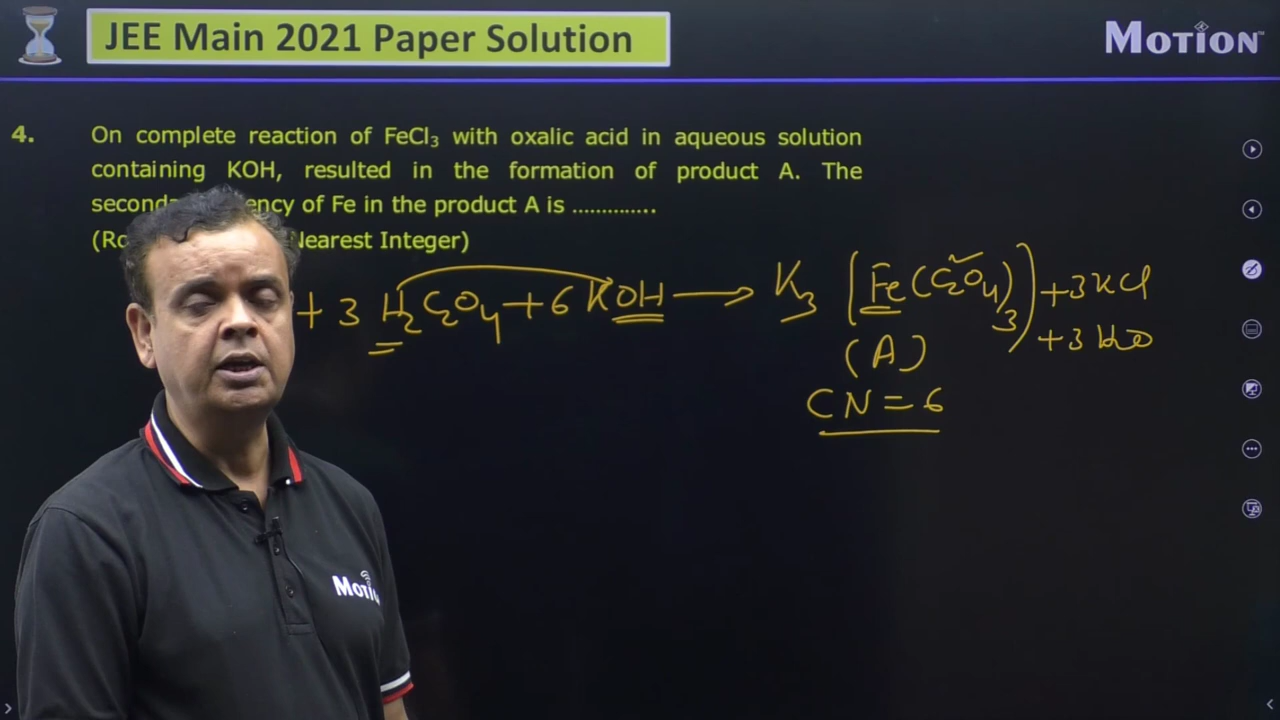 JEE Main 2021 Paper Solution
MOTION
4. On complete reaction of FeCl₃ with oxalic acid in aqueous solution
containing KOH, resulted in the formation of product A. The
ency of Fe in the product A is ..............
Nearest Integer)
+ 3 H₂C₂O₄ + 6 KOH ⟶ K₃ [Fe(C₂O₄)₃] + 3KCl
+ 3 H₂O
(A)
CN = 6
MOTI